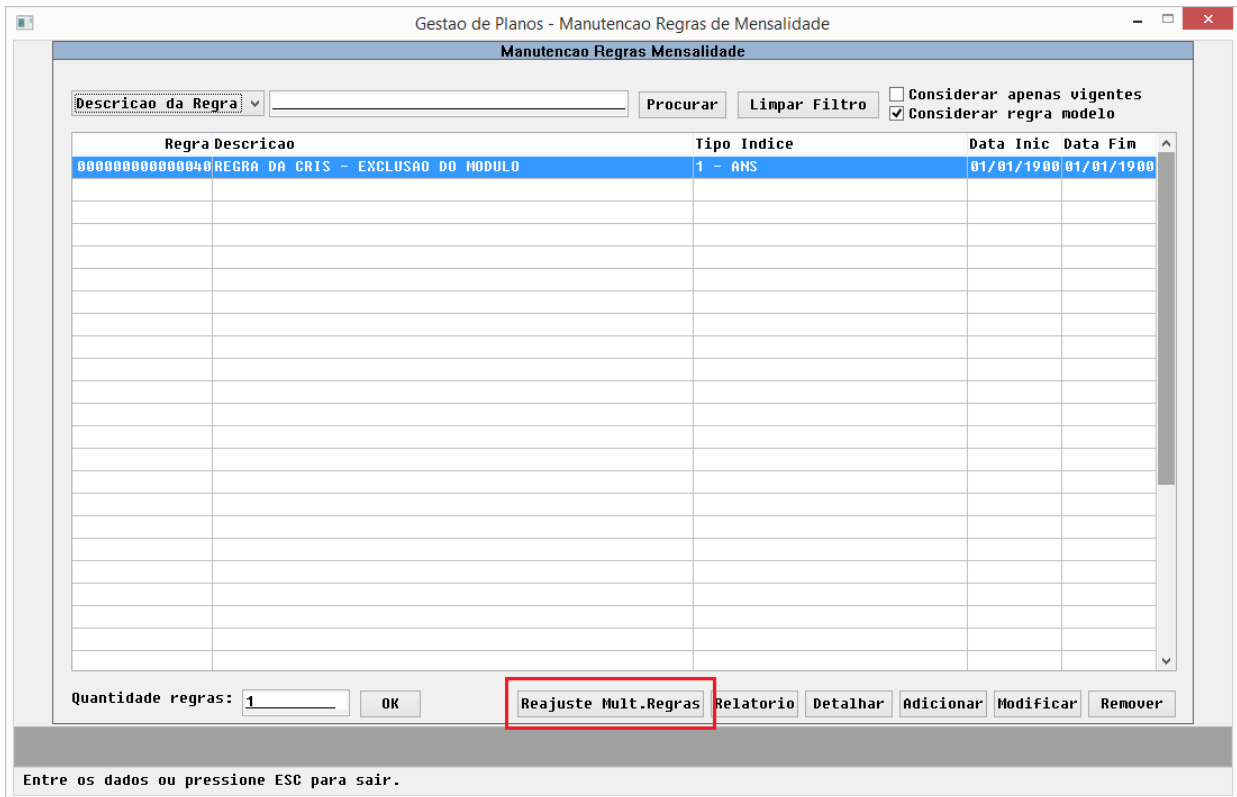 Gestao de Planos - Manutencao Regras de Mensalidade
Manutencao Regras Mensalidade
Descricao da Regra Procurar Limpar Filtro Considerar apenas vigentes
Considerar regra modelo
Regra Descricao Tipo Indice Data Inic Data Fim
000000000000040 REGRA DA CRIS - EXCLUSAO DO MODULO 1 - ANS 01/01/1900 01/01/1900
Quantidade regras: 1 OK Reajuste Mult.Regras Relatorio Detalhar Adicionar Modificar Remover
Entre os dados ou pressione ESC para sair.